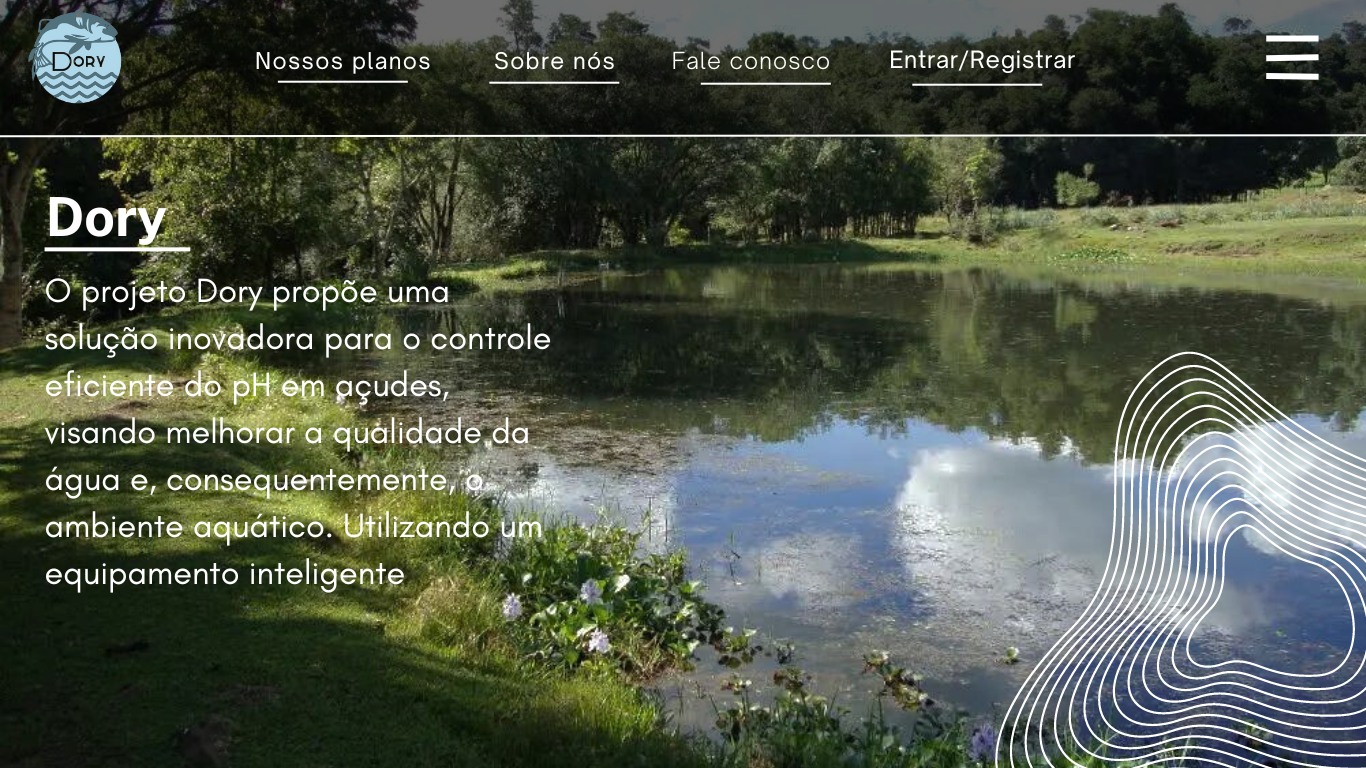 DORY
Nossos planos
Sobre nós
Fale conosco
Entrar/Registrar
Dory
O projeto Dory propõe uma
solução inovadora para o controle
eficiente do pH em açudes,
visando melhorar a qualidade da
água e, consequentemente, o
ambiente aquático. Utilizando um
equipamento inteligente